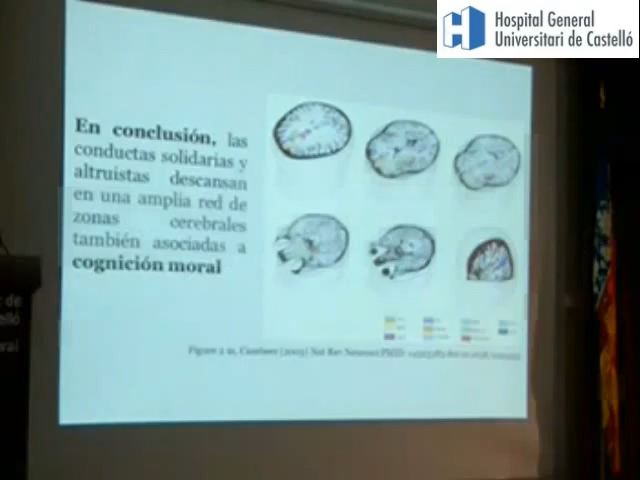 Hospital General
Universitari de Castelló
En conclusión, las
conductas solidarias y
altruistas descansan
en una amplia red de
zonas cerebrales
también asociadas a
cognición moral